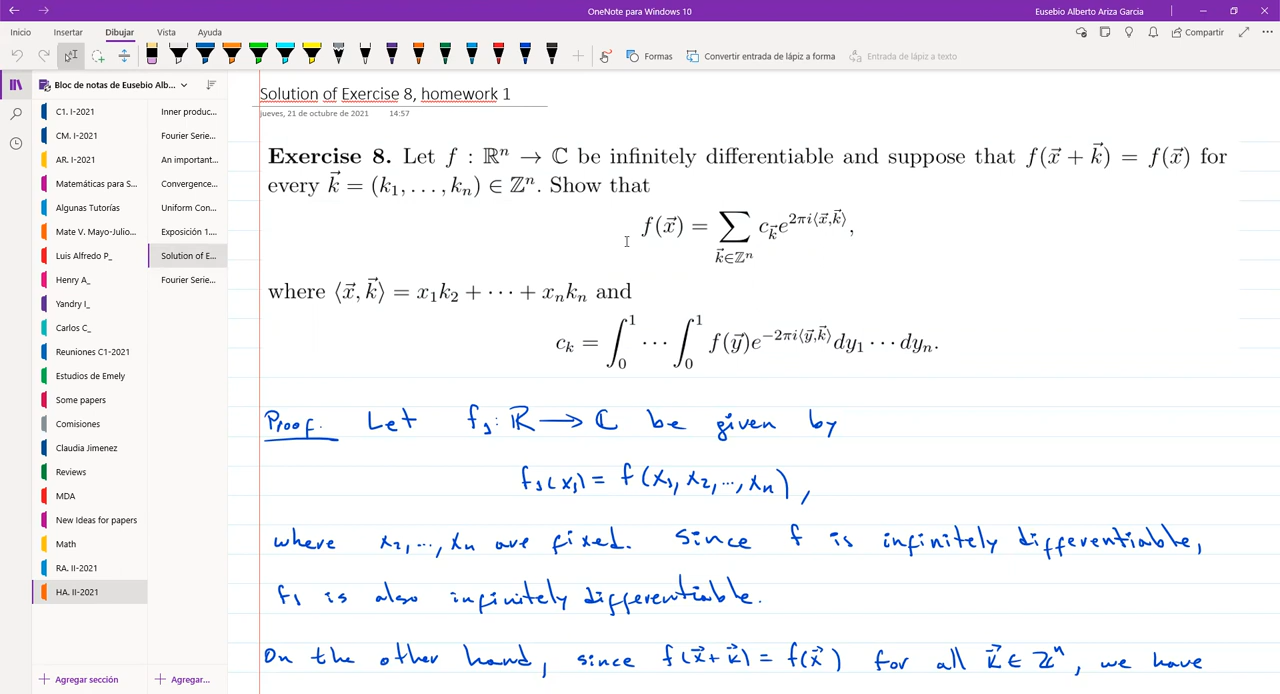 OneNote para Windows 10
Eusebio Alberto Ariza Garcia
Inicio Insertar Dibujar Vista Ayuda
Compartir
Formas Convertir entrada de lápiz a forma Entrada de lápiz a texto
Bloc de notas de Eusebio Alb...
C1. I-2021
CM. I-2021
AR. I-2021
Matemáticas para S...
Algunas Tutorías
Mate V. Mayo-Julio...
Luis Alfredo P_
Henry A_
Yandry I_
Carlos C_
Reuniones C1-2021
Estudios de Emely
Some papers
Comisiones
Claudia Jimenez
Reviews
MDA
New Ideas for papers
Math
RA. II-2021
HA. II-2021
Agregar sección
Inner produc...
Fourier Serie...
An important...
Convergence...
Uniform Con...
Exposición 1....
Solution of E...
Fourier Serie...
Agregar...
Solution of Exercise 8, homework 1
jueves, 21 de octubre de 2021 14:57
Exercise 8. Let f : ℝⁿ → ℂ be infinitely differentiable and suppose that f(x⃗ + k⃗) = f(x⃗) for
every k⃗ = (k₁, . . . , kₙ) ∈ ℤⁿ. Show that
f(x⃗) = ∑_{k⃗∈ℤⁿ} c_{k⃗} e^{2πi⟨x⃗,k⃗⟩},
where ⟨x⃗, k⃗⟩ = x₁k₂ + ⋯ + xₙkₙ and
cₖ = ∫₀¹ ⋯ ∫₀¹ f(y⃗)e^{−2πi⟨y⃗,k⃗⟩} dy₁ ⋯ dyₙ.
Proof. Let f₁: ℝ ⟶ ℂ be given by
f₁(x₁) = f(x₁, x₂, ..., xₙ),
where x₂, ..., xₙ are fixed. Since f is infinitely differentiable,
f₁ is also infinitely differentiable.
On the other hand, since f(x⃗+k⃗) = f(x⃗) for all k⃗ ∈ ℤⁿ, we have